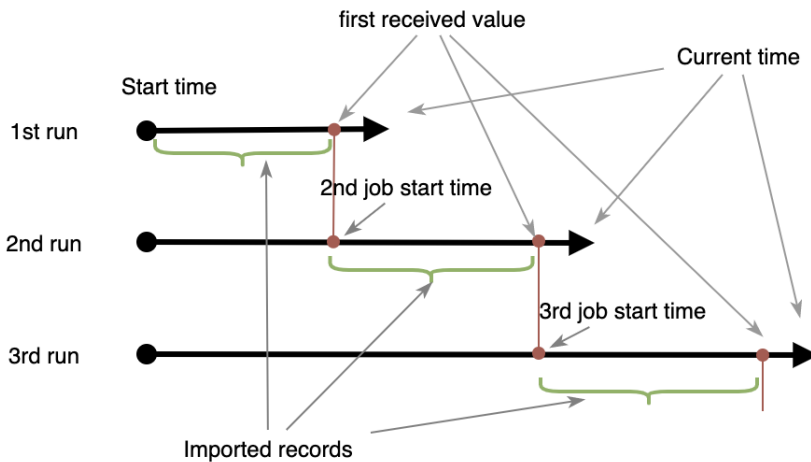 first received value
Current time
Start time
1st run
2nd job start time
2nd run
3rd job start time
3rd run
Imported records